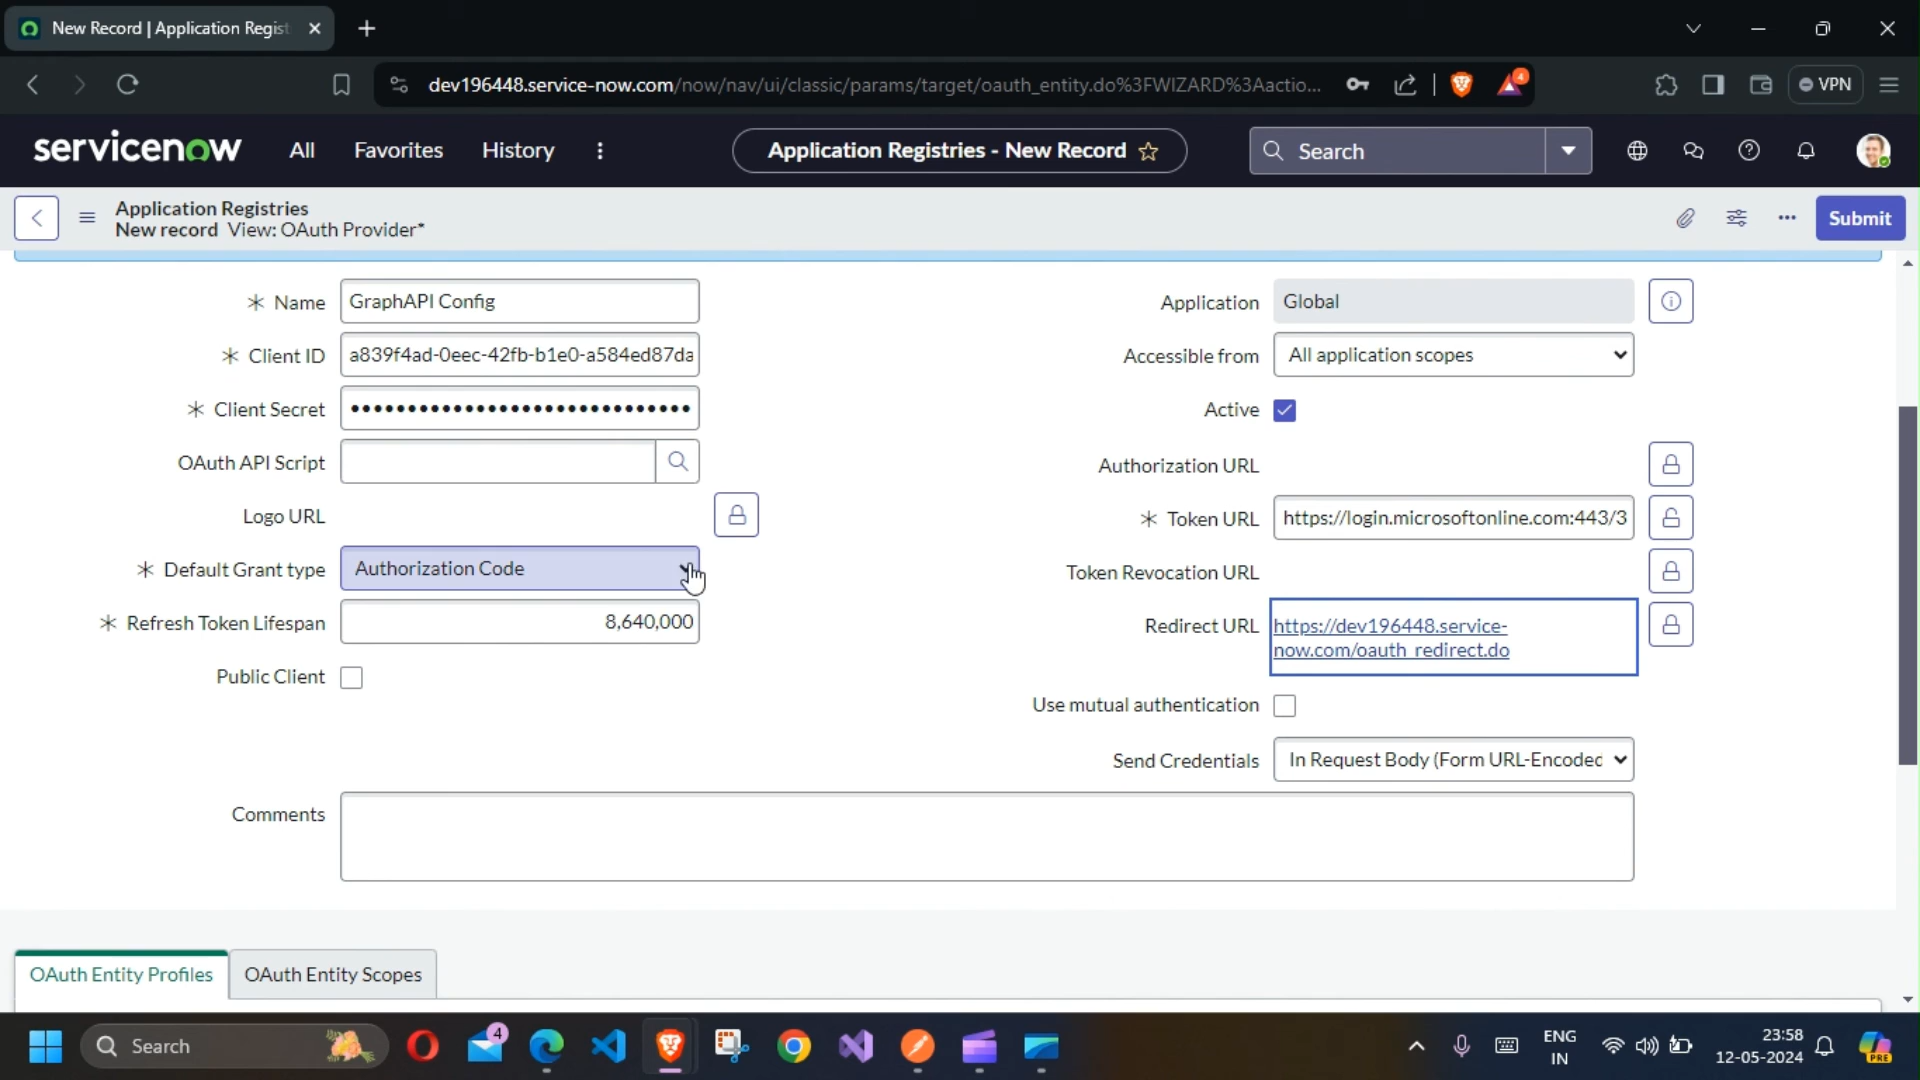 New Record | Application Regist
dev196448.service-now.com/now/nav/ui/classic/params/target/oauth_entity.do%3FWIZARD%3Aactio...
4
VPN
servicenow
All
Favorites
History
Application Registries - New Record
Search
Application Registries
New record View: OAuth Provider*
Submit
Name
GraphAPI Config
Application
Global
Client ID
a839f4ad-0eec-42fb-b1e0-a584ed87da
Accessible from
All application scopes
Client Secret
Active
OAuth API Script
Authorization URL
Logo URL
Token URL
https://login.microsoftonline.com:443/3
Default Grant type
Authorization Code
Token Revocation URL
Refresh Token Lifespan
8,640,000
Redirect URL
https://dev196448.service-
now.com/oauth_redirect.do
Public Client
Use mutual authentication
Send Credentials
In Request Body (Form URL-Encoded
Comments
OAuth Entity Profiles
OAuth Entity Scopes
Search
4
ENG
IN
23:58
12-05-2024
PRE